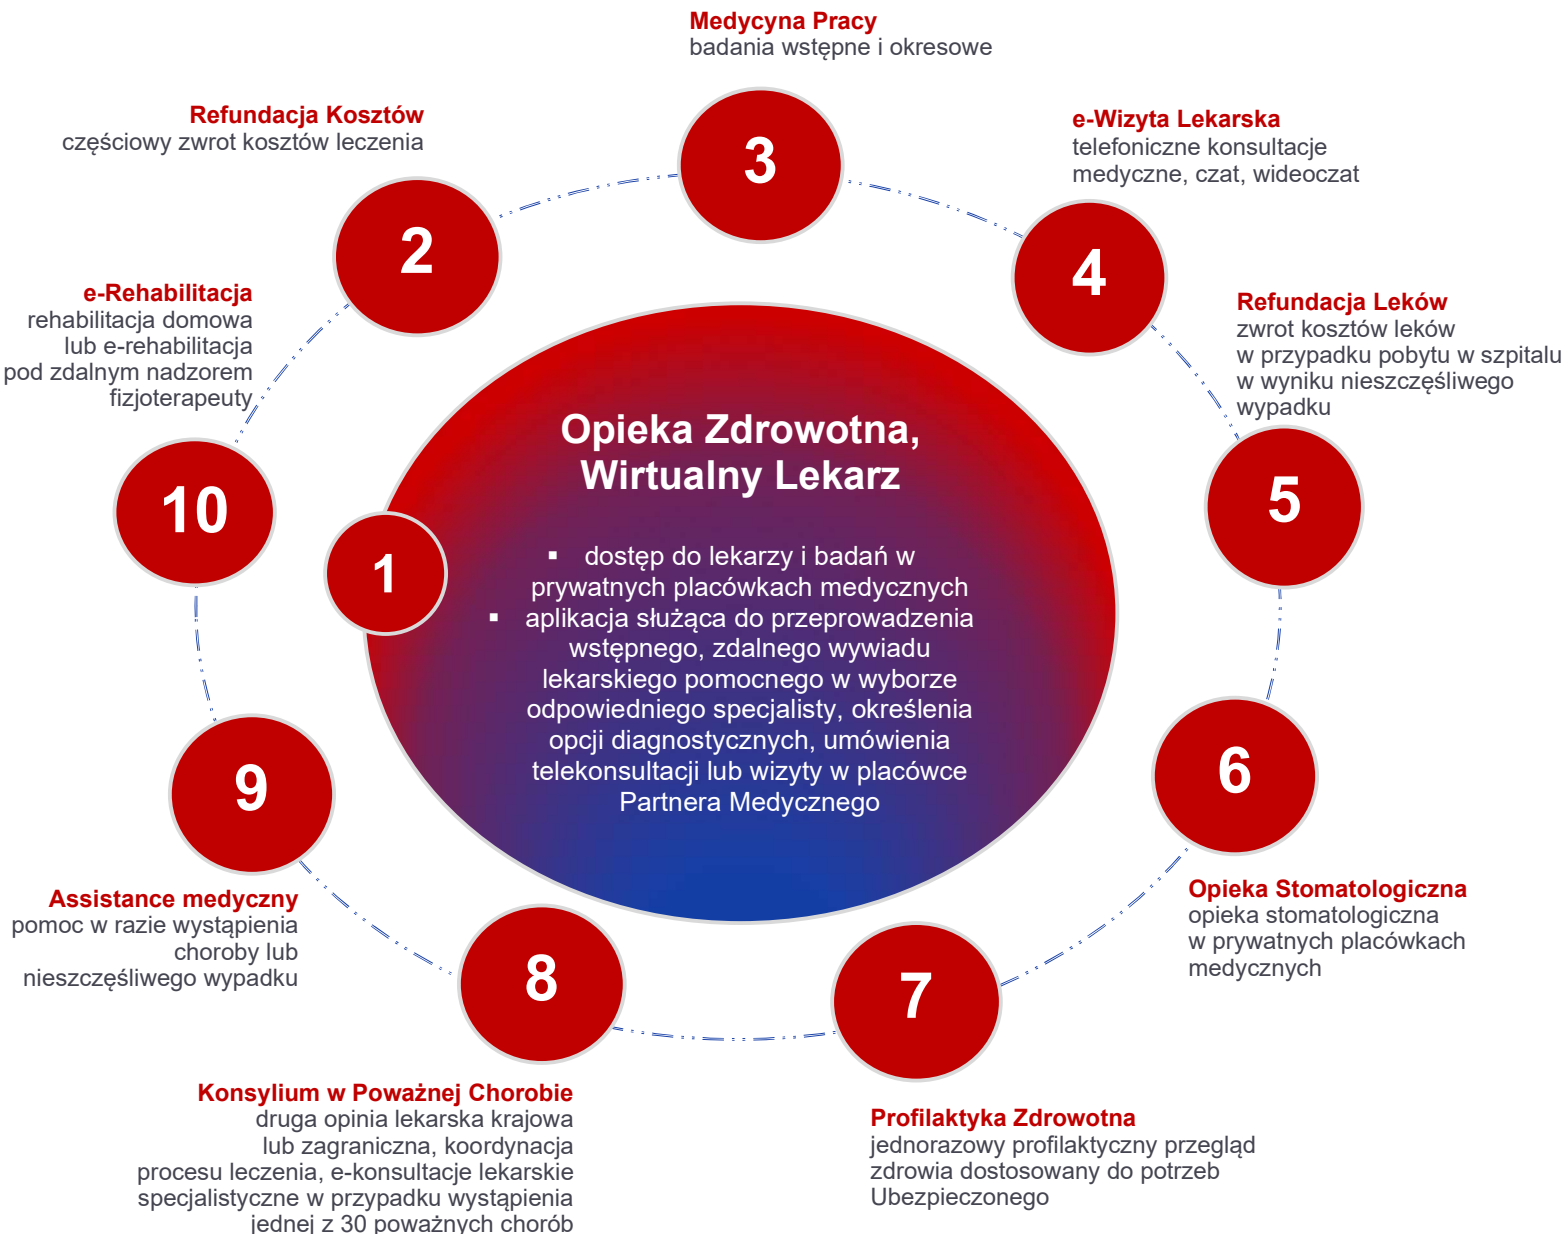 Medycyna Pracy
badania wstępne i okresowe
3
Refundacja Kosztów
częściowy zwrot kosztów leczenia
2
e-Wizyta Lekarska
telefoniczne konsultacje
medyczne, czat, wideoczat
4
e-Rehabilitacja
rehabilitacja domowa
lub e-rehabilitacja
pod zdalnym nadzorem
fizjoterapeuty
10
Refundacja Leków
zwrot kosztów leków
w przypadku pobytu w szpitalu
w wyniku nieszczęśliwego
wypadku
5
1
Opieka Zdrowotna,
Wirtualny Lekarz
▪ dostęp do lekarzy i badań w
prywatnych placówkach medycznych
▪ aplikacja służąca do przeprowadzenia
wstępnego, zdalnego wywiadu
lekarskiego pomocnego w wyborze
odpowiedniego specjalisty, określenia
opcji diagnostycznych, umówienia
telekonsultacji lub wizyty w placówce
Partnera Medycznego
9
Assistance medyczny
pomoc w razie wystąpienia
choroby lub
nieszczęśliwego wypadku
6
Opieka Stomatologiczna
opieka stomatologiczna
w prywatnych placówkach
medycznych
8
Konsylium w Poważnej Chorobie
druga opinia lekarska krajowa
lub zagraniczna, koordynacja
procesu leczenia, e-konsultacje lekarskie
specjalistyczne w przypadku wystąpienia
jednej z 30 poważnych chorób
7
Profilaktyka Zdrowotna
jednorazowy profilaktyczny przegląd
zdrowia dostosowany do potrzeb
Ubezpieczonego